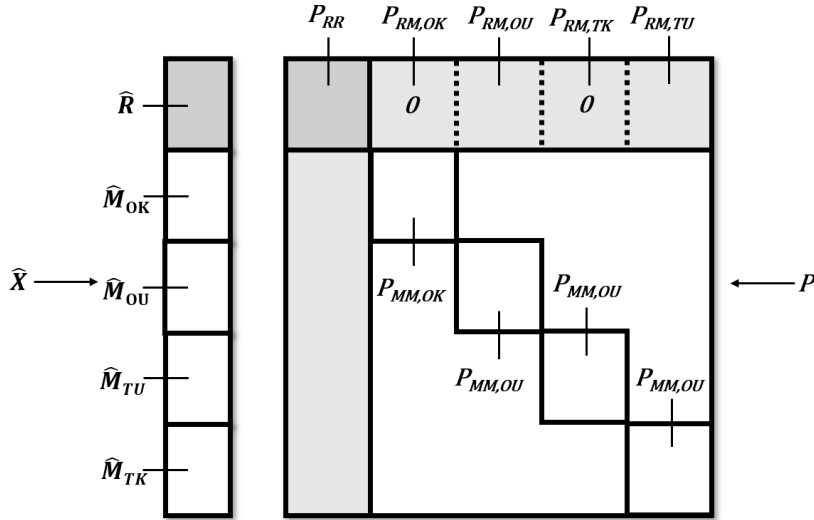 P_RR P_RM,OK P_RM,OU P_RM,TK P_RM,TU
R̂ 0 0
M̂_OK
X̂ M̂_OU P_MM,OK P_MM,OU P
M̂_TU P_MM,OU P_MM,OU
M̂_TK